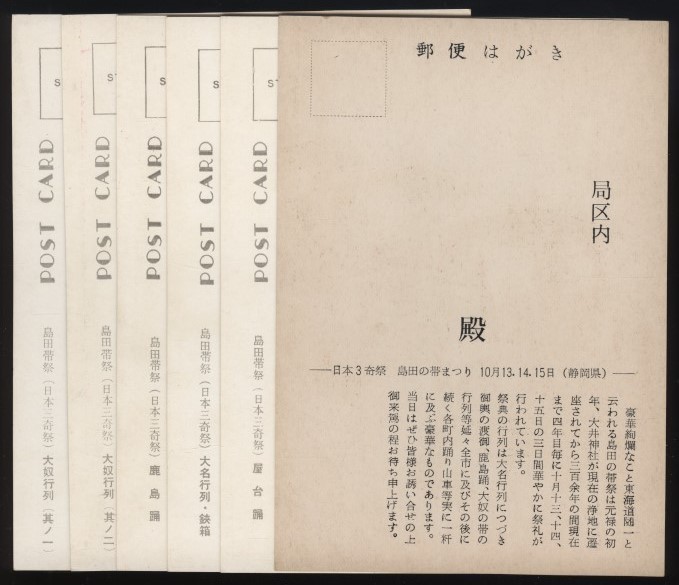 郵便はがき
局区内
殿
日本3奇祭 島田の帯まつり 10月13.14.15日(静岡県)
豪華絢爛なこと東海道随一と
云われる島田の帯祭は元禄の初
年、大井神社が現在の浄地に遷
座されてから三百余年の間現在
まで四年目毎に十月十三、十四、
十五日の三日間華やかに祭礼が
行われています。
祭典の行列は大名行列につづき
御輿の渡御、鹿島踊、大奴の帯の
行列等延々全市に及びその後に
続く各町内踊り山車等実に一粁
に及ぶ豪華なものであります。
当日はぜひ皆様お誘い合せの上
御来篤の程お待ち申上げます。
POST CARD
島田帯祭(日本三奇祭)屋台踊
POST CARD
島田帯祭(日本三奇祭)大名行列・鋏箱
POST CARD
島田帯祭(日本三奇祭)鹿島踊
POST CARD
島田帯祭(日本三奇祭)大奴行列(其ノ二)
POST CARD
島田帯祭(日本三奇祭)大奴行列(其ノ一)